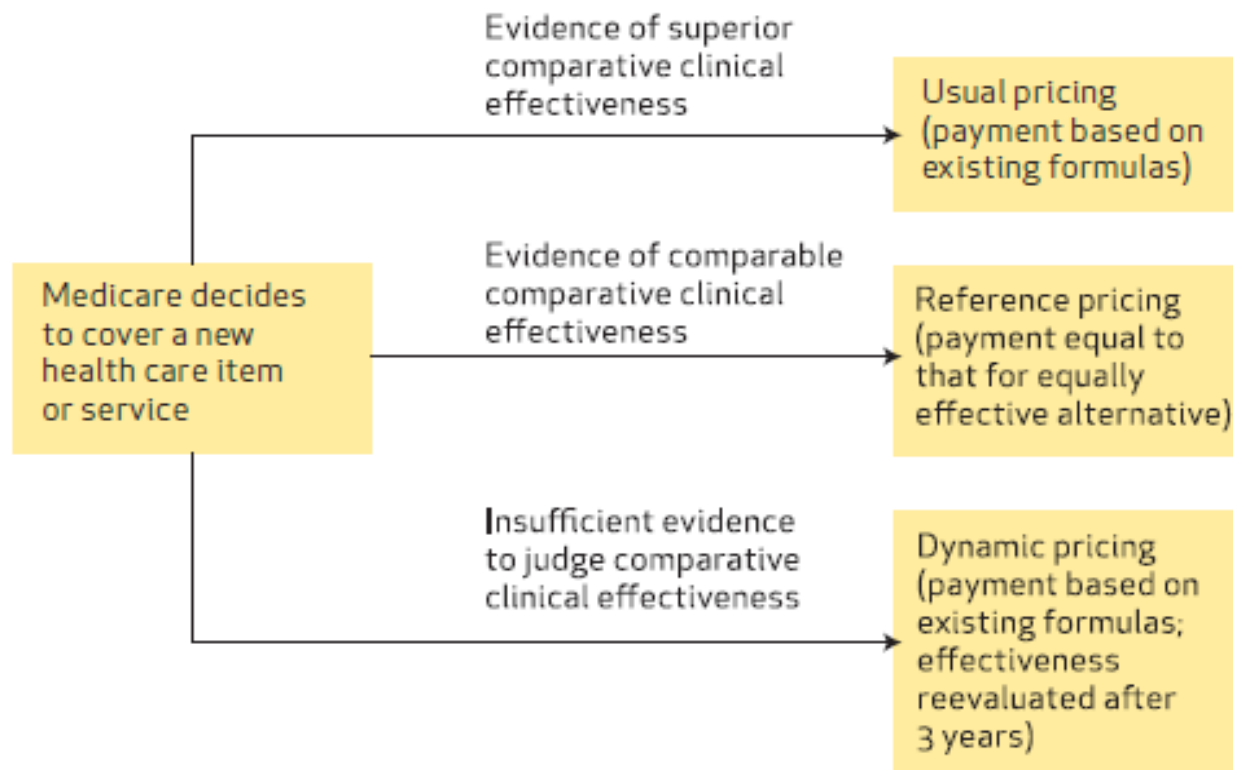 Evidence of superior
comparative clinical
effectiveness
Usual pricing
(payment based on
existing formulas)
Medicare decides
to cover a new
health care item
or service
Evidence of comparable
comparative clinical
effectiveness
Reference pricing
(payment equal to
that for equally
effective alternative)
Insufficient evidence
to judge comparative
clinical effectiveness
Dynamic pricing
(payment based on
existing formulas;
effectiveness
reevaluated after
3 years)